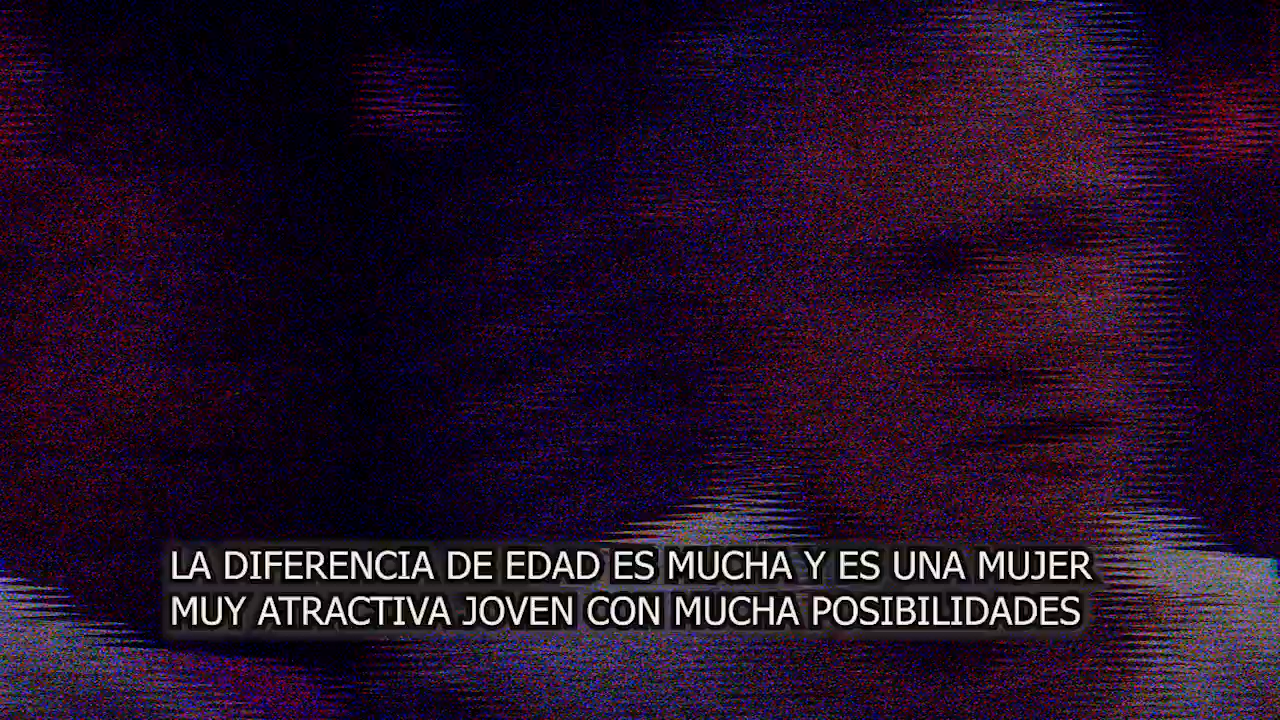 LA DIFERENCIA DE EDAD ES MUCHA Y ES UNA MUJER
MUY ATRACTIVA JOVEN CON MUCHA POSIBILIDADES